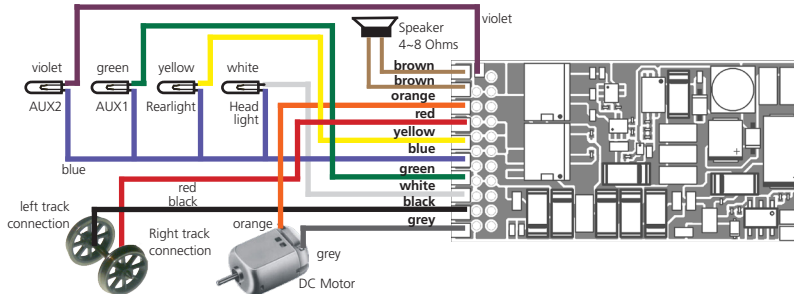 violet
Speaker
4~8 Ohms
violet
green
yellow
white
brown
brown
orange
red
yellow
blue
green
white
black
grey
AUX2
AUX1
Rearlight
Head
light
blue
red
black
left track
connection
Right track
connection
orange
grey
DC Motor